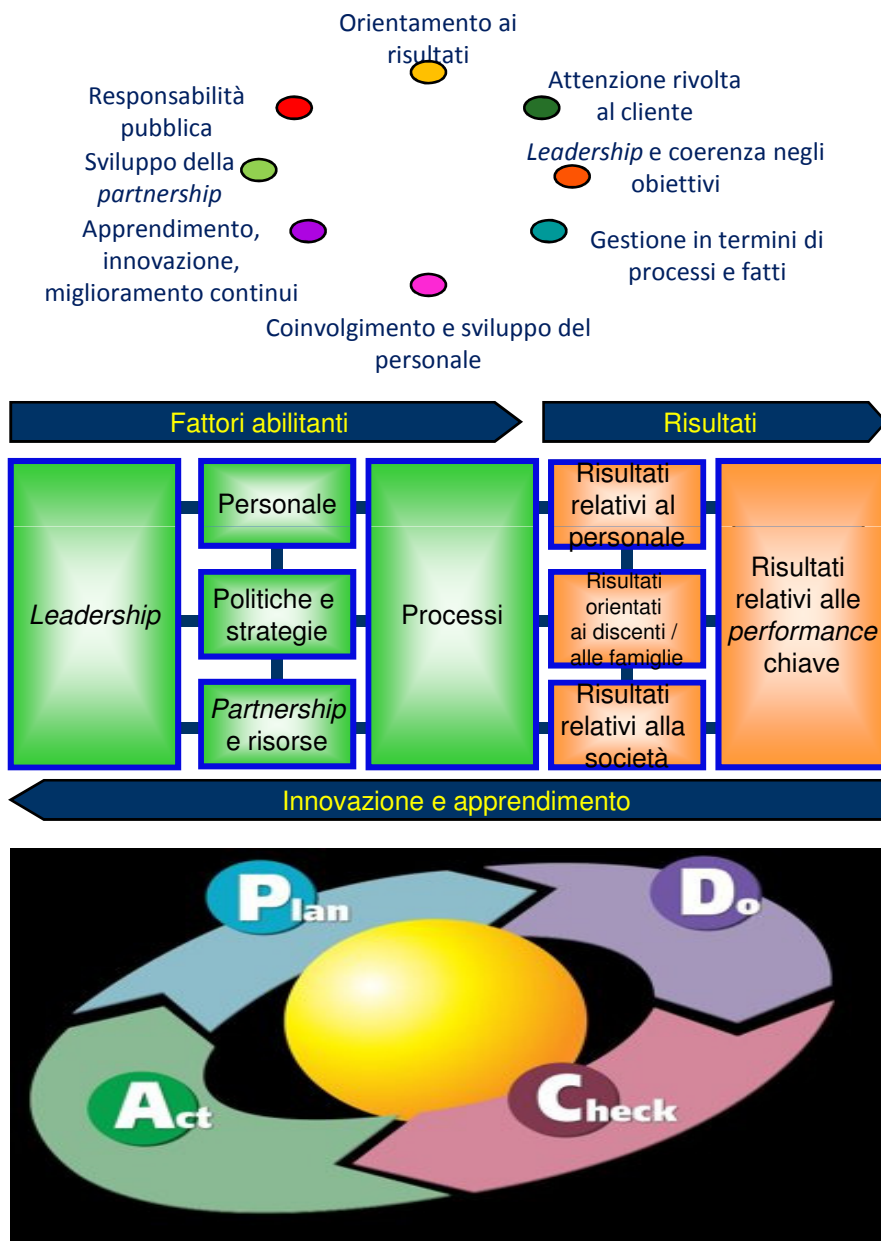 Orientamento ai
risultati
Attenzione rivolta
al cliente
Responsabilità
pubblica
Leadership e coerenza negli
obiettivi
Sviluppo della
partnership
Gestione in termini di
processi e fatti
Apprendimento,
innovazione,
miglioramento continui
Coinvolgimento e sviluppo del
personale
Fattori abilitanti
Risultati
Leadership
Personale
Politiche e
strategie
Partnership
e risorse
Processi
Risultati
relativi al
personale
Risultati
orientati
ai discenti /
alle famiglie
Risultati
relativi alla
società
Risultati
relativi alle
performance
chiave
Innovazione e apprendimento
Plan
Do
Act
Check